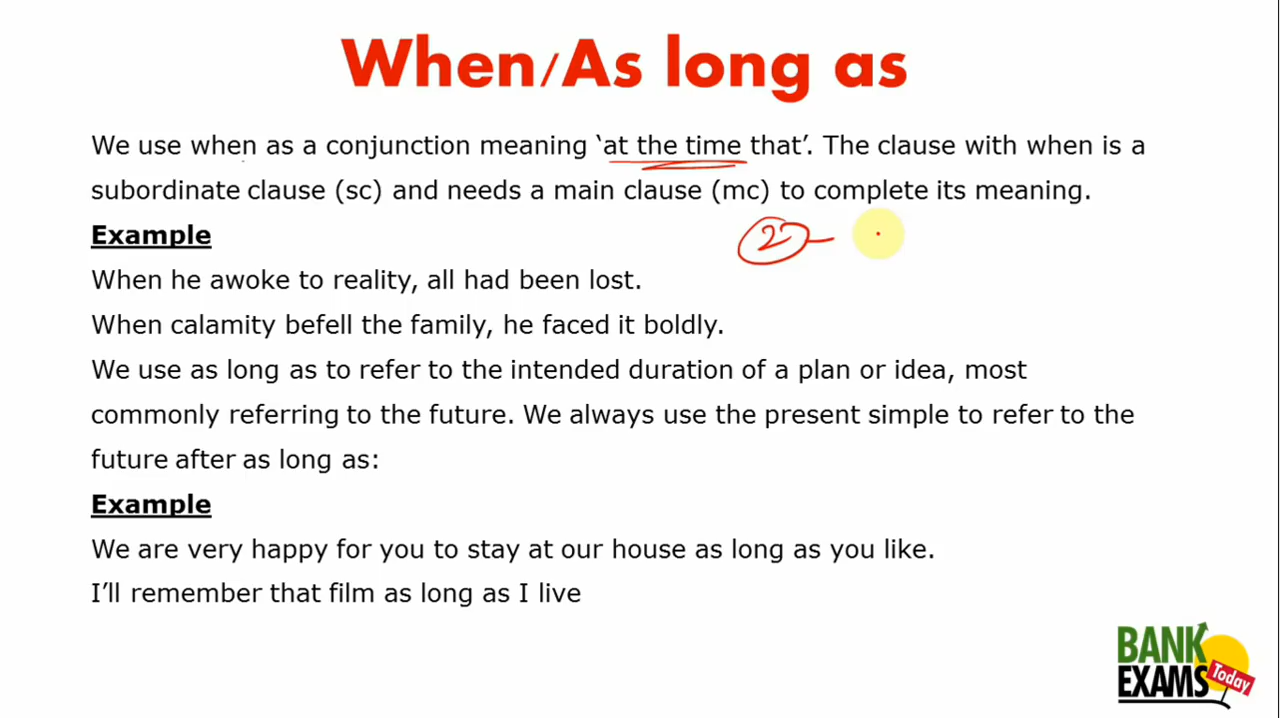 When/As long as
We use when as a conjunction meaning ‘at the time that’. The clause with when is a
subordinate clause (sc) and needs a main clause (mc) to complete its meaning.
Example
2
When he awoke to reality, all had been lost.
When calamity befell the family, he faced it boldly.
We use as long as to refer to the intended duration of a plan or idea, most
commonly referring to the future. We always use the present simple to refer to the
future after as long as:
Example
We are very happy for you to stay at our house as long as you like.
I’ll remember that film as long as I live
BANK
EXAMS
Today